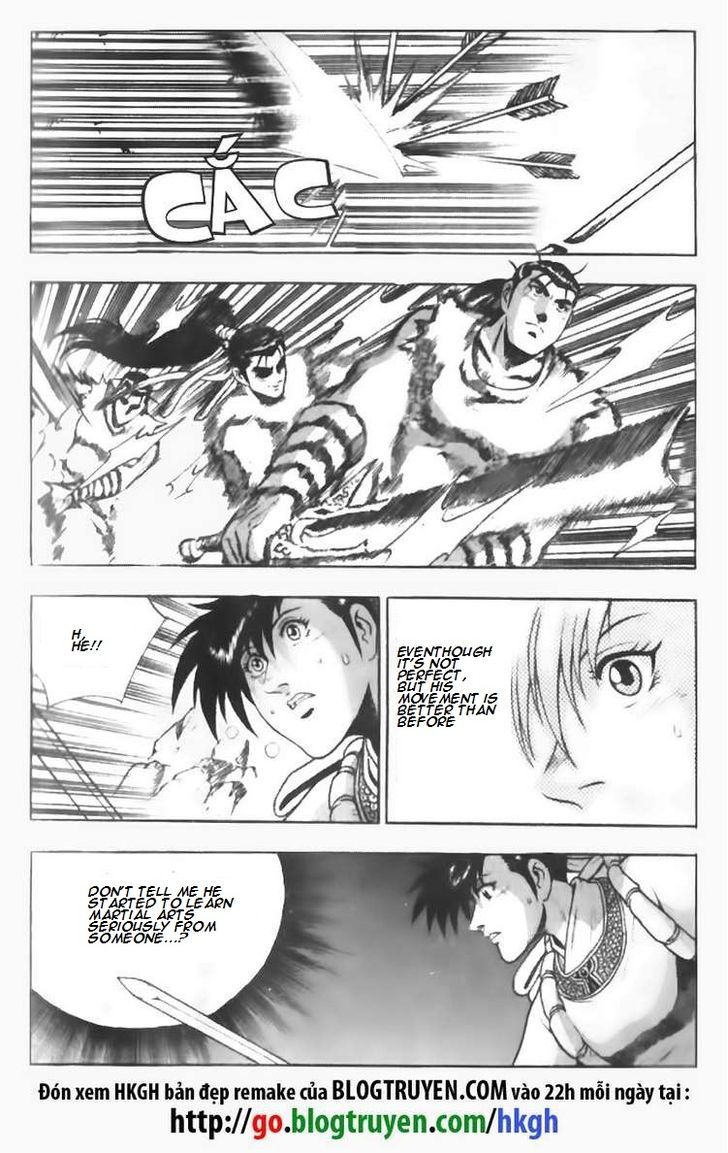 CẮC
H,
HE!!
EVENTHOUGH
IT'S NOT
PERFECT,
BUT HIS
MOVEMENT IS
BETTER THAN
BEFORE
DON'T TELL ME HE
STARTED TO LEARN
MARTIAL ARTS
SERIOUSLY FROM
SOMEONE...?
Đón xem HKGH bản đẹp remake của BLOGTRUYEN.COM vào 22h mỗi ngày tại :
http://go.blogtruyen.com/hkgh